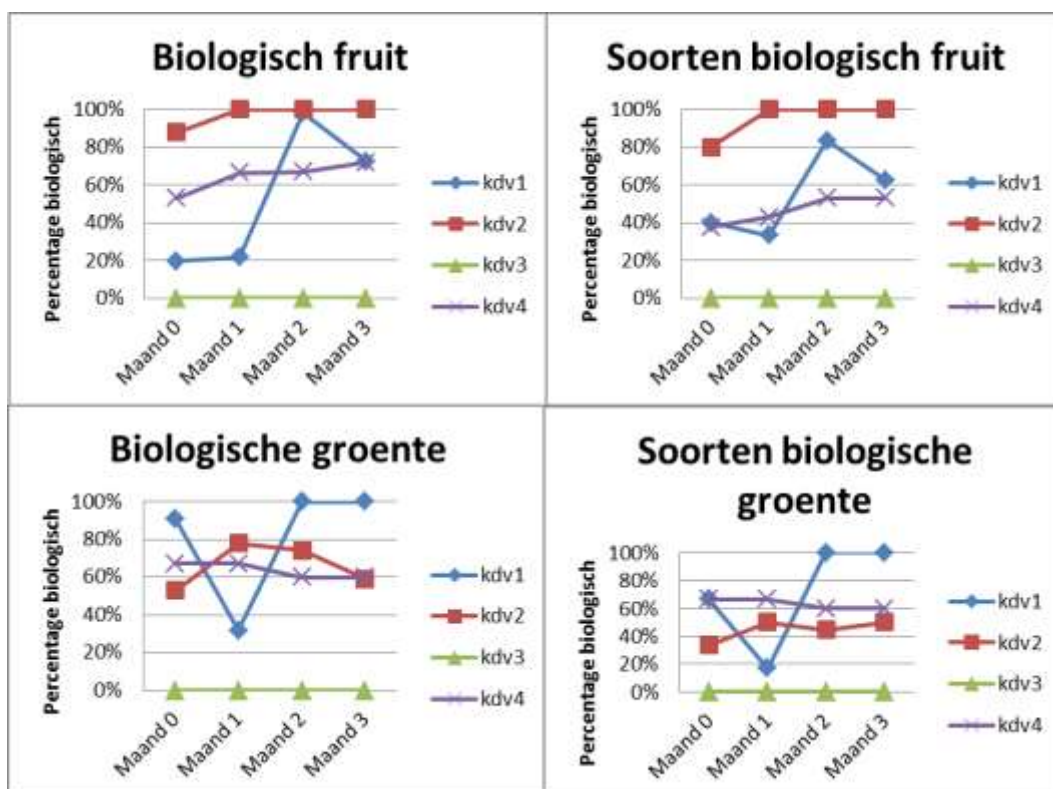 Biologisch fruit
Percentage biologisch
100%
80%
60%
40%
20%
0%
Maand 0
Maand 1
Maand 2
Maand 3
kdv1
kdv2
kdv3
kdv4
Soorten biologisch fruit
Percentage biologisch
100%
80%
60%
40%
20%
0%
Maand 0
Maand 1
Maand 2
Maand 3
kdv1
kdv2
kdv3
kdv4
Biologische groente
Percentage biologisch
100%
80%
60%
40%
20%
0%
Maand 0
Maand 1
Maand 2
Maand 3
kdv1
kdv2
kdv3
kdv4
Soorten biologische
groente
Percentage biologisch
100%
80%
60%
40%
20%
0%
Maand 0
Maand 1
Maand 2
Maand 3
kdv1
kdv2
kdv3
kdv4